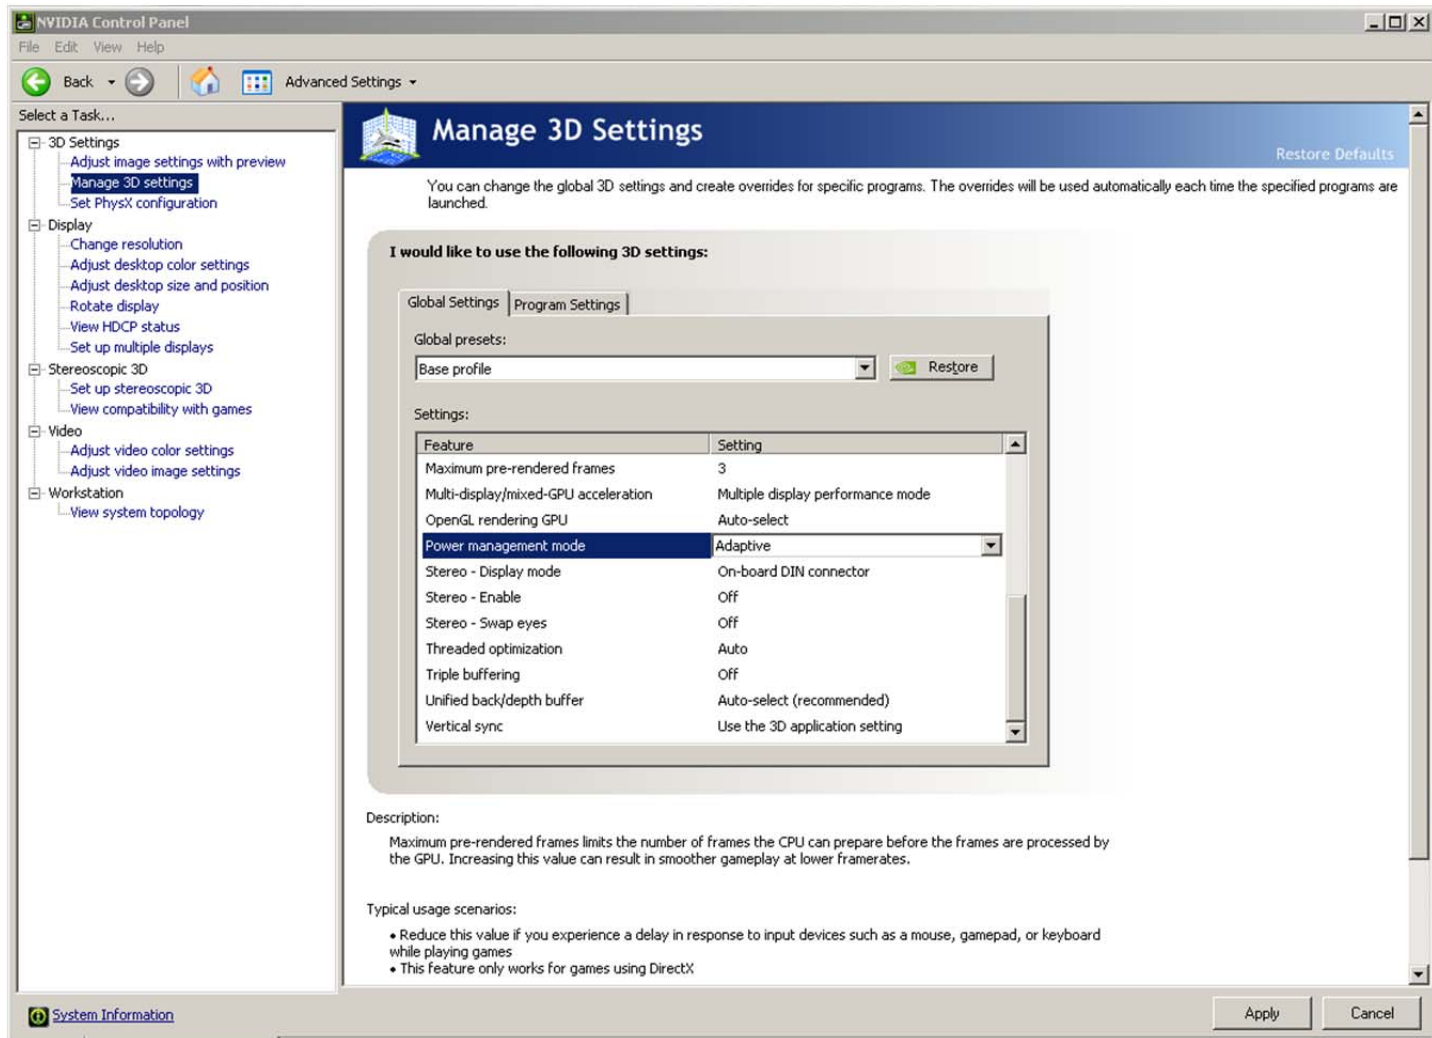 NVIDIA Control Panel
File Edit View Help
Back Advanced Settings
Select a Task...
3D Settings
Adjust image settings with preview
Manage 3D settings
Set PhysX configuration
Display
Change resolution
Adjust desktop color settings
Adjust desktop size and position
Rotate display
View HDCP status
Set up multiple displays
Stereoscopic 3D
Set up stereoscopic 3D
View compatibility with games
Video
Adjust video color settings
Adjust video image settings
Workstation
View system topology
Manage 3D Settings
Restore Defaults
You can change the global 3D settings and create overrides for specific programs. The overrides will be used automatically each time the specified programs are
launched.
I would like to use the following 3D settings:
Global Settings Program Settings
Global presets:
Base profile Restore
Settings:
Feature Setting
Maximum pre-rendered frames 3
Multi-display/mixed-GPU acceleration Multiple display performance mode
OpenGL rendering GPU Auto-select
Power management mode Adaptive
Stereo - Display mode On-board DIN connector
Stereo - Enable Off
Stereo - Swap eyes Off
Threaded optimization Auto
Triple buffering Off
Unified back/depth buffer Auto-select (recommended)
Vertical sync Use the 3D application setting
Description:
Maximum pre-rendered frames limits the number of frames the CPU can prepare before the frames are processed by
the GPU. Increasing this value can result in smoother gameplay at lower framerates.
Typical usage scenarios:
• Reduce this value if you experience a delay in response to input devices such as a mouse, gamepad, or keyboard
while playing games
• This feature only works for games using DirectX
System Information
Apply Cancel